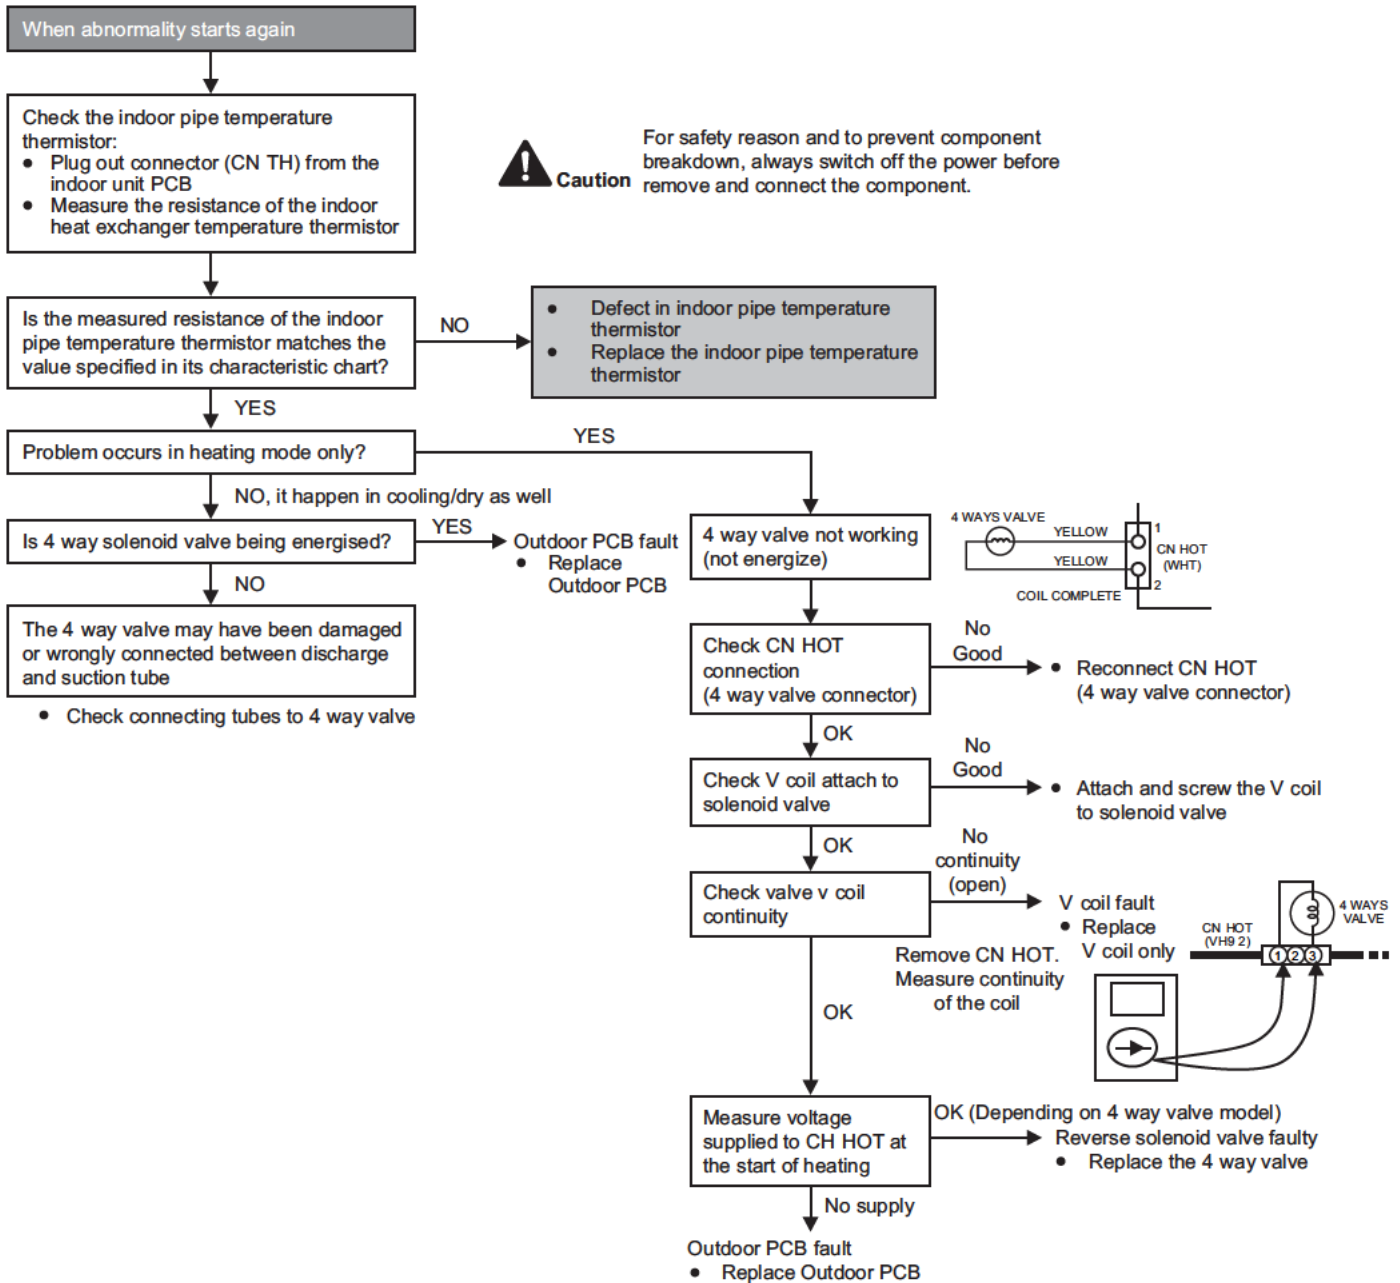 When abnormality starts again
Check the indoor pipe temperature
thermistor:
● Plug out connector (CN TH) from the
indoor unit PCB
● Measure the resistance of the indoor
heat exchanger temperature thermistor
Caution
For safety reason and to prevent component
breakdown, always switch off the power before
remove and connect the component.
Is the measured resistance of the indoor
pipe temperature thermistor matches the
value specified in its characteristic chart?
NO
● Defect in indoor pipe temperature
thermistor
● Replace the indoor pipe temperature
thermistor
YES
Problem occurs in heating mode only?
YES
NO, it happen in cooling/dry as well
Is 4 way solenoid valve being energised?
YES
Outdoor PCB fault
● Replace
Outdoor PCB
NO
The 4 way valve may have been damaged
or wrongly connected between discharge
and suction tube
● Check connecting tubes to 4 way valve
4 way valve not working
(not energize)
4 WAYS VALVE
YELLOW
YELLOW
1
CN HOT
(WHT)
2
COIL COMPLETE
Check CN HOT
connection
(4 way valve connector)
No
Good
● Reconnect CN HOT
(4 way valve connector)
OK
Check V coil attach to
solenoid valve
No
Good
● Attach and screw the V coil
to solenoid valve
OK
Check valve v coil
continuity
No
continuity
(open)
V coil fault
● Replace
V coil only
Remove CN HOT.
Measure continuity
of the coil
CN HOT
(VH9 2)
4 WAYS
VALVE
1 2 3
OK
Measure voltage
supplied to CH HOT at
the start of heating
OK (Depending on 4 way valve model)
Reverse solenoid valve faulty
● Replace the 4 way valve
No supply
Outdoor PCB fault
● Replace Outdoor PCB